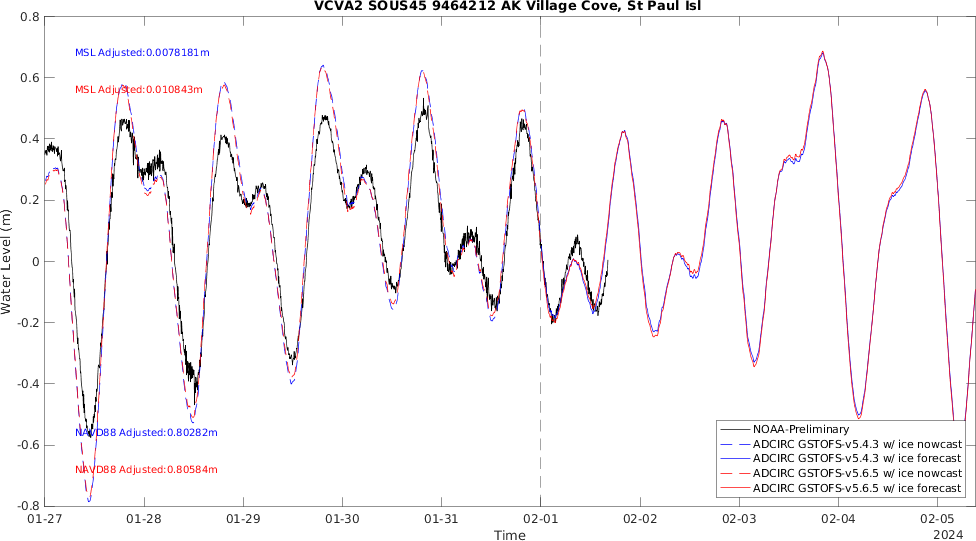 VCVA2 SOUS45 9464212 AK Village Cove, St Paul Isl
0.8
0.6
0.4
0.2
0
-0.2
-0.4
-0.6
-0.8
Water Level (m)
MSL Adjusted:0.0078181m
MSL Adjusted:0.010843m
NAVD88 Adjusted:0.80282m
NAVD88 Adjusted:0.80584m
NOAA-Preliminary
ADCIRC GSTOFS-v5.4.3 w/ ice nowcast
ADCIRC GSTOFS-v5.4.3 w/ ice forecast
ADCIRC GSTOFS-v5.6.5 w/ ice nowcast
ADCIRC GSTOFS-v5.6.5 w/ ice forecast
01-27 01-28 01-29 01-30 01-31 02-01 02-02 02-03 02-04 02-05
Time
2024